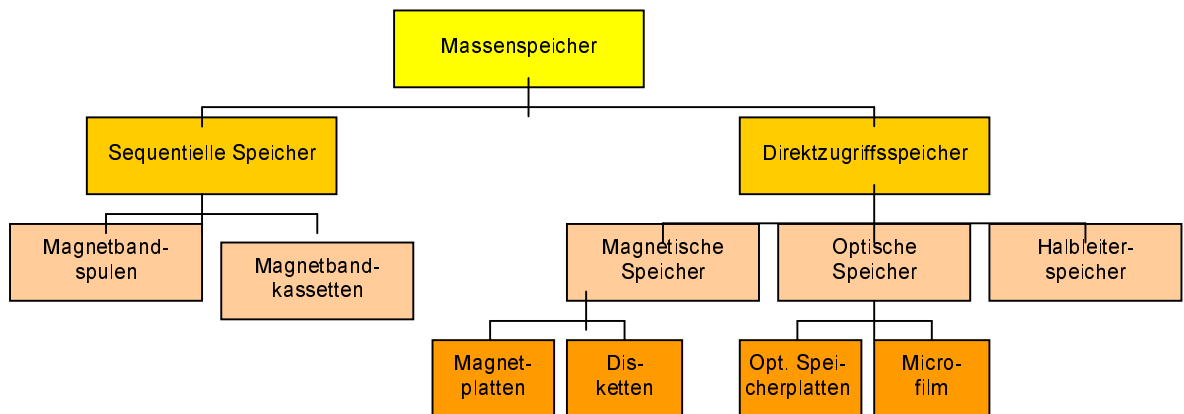 Massenspeicher
Sequentielle Speicher
Direktzugriffsspeicher
Magnetband-
spulen
Magnetband-
kassetten
Magnetische
Speicher
Optische
Speicher
Halbleiter-
speicher
Magnet-
platten
Dis-
ketten
Opt. Spei-
cherplatten
Micro-
film